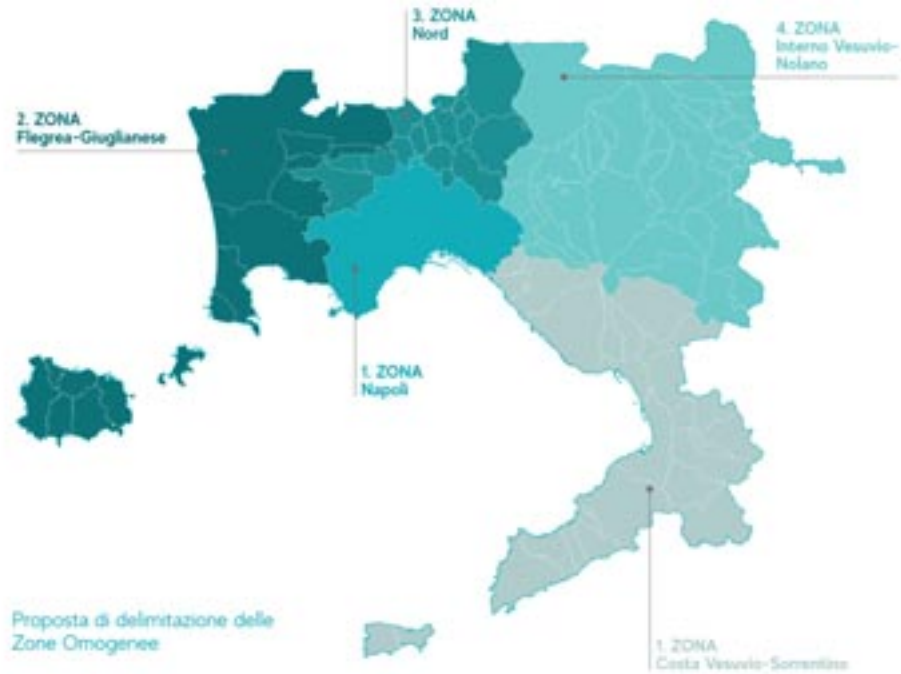 3. ZONA
Nord
4. ZONA
Interno Vesuvio-
Nolano
2. ZONA
Flegrea-Giuglianese
1. ZONA
Napoli
Proposta di delimitazione delle
Zone Omogenee
1. ZONA
Costa Vesuvio-Sorrentino